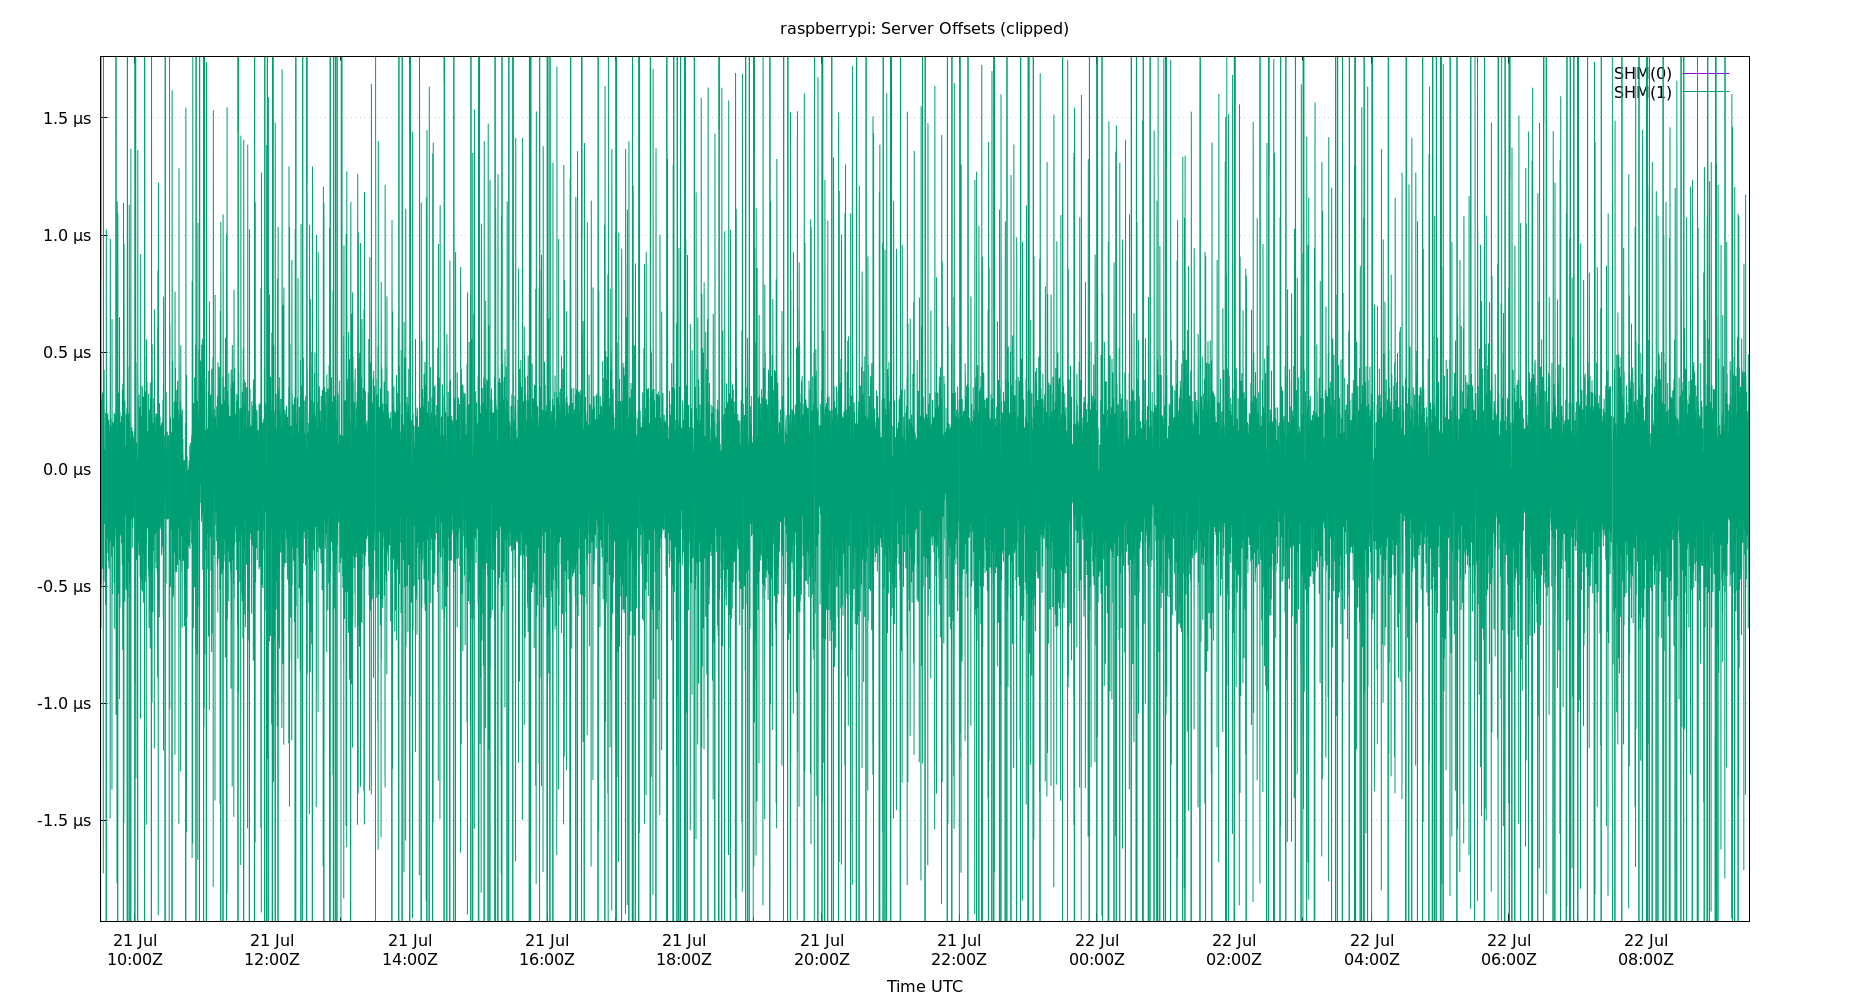 raspberrypi: Server Offsets (clipped)
SHM(0)
SHM(1)
1.5 µs
1.0 µs
0.5 µs
0.0 µs
-0.5 µs
-1.0 µs
-1.5 µs
21 Jul 21 Jul 21 Jul 21 Jul 21 Jul 21 Jul 21 Jul 22 Jul 22 Jul 22 Jul 22 Jul 22 Jul
10:00Z 12:00Z 14:00Z 16:00Z 18:00Z 20:00Z 22:00Z 00:00Z 02:00Z 04:00Z 06:00Z 08:00Z
Time UTC